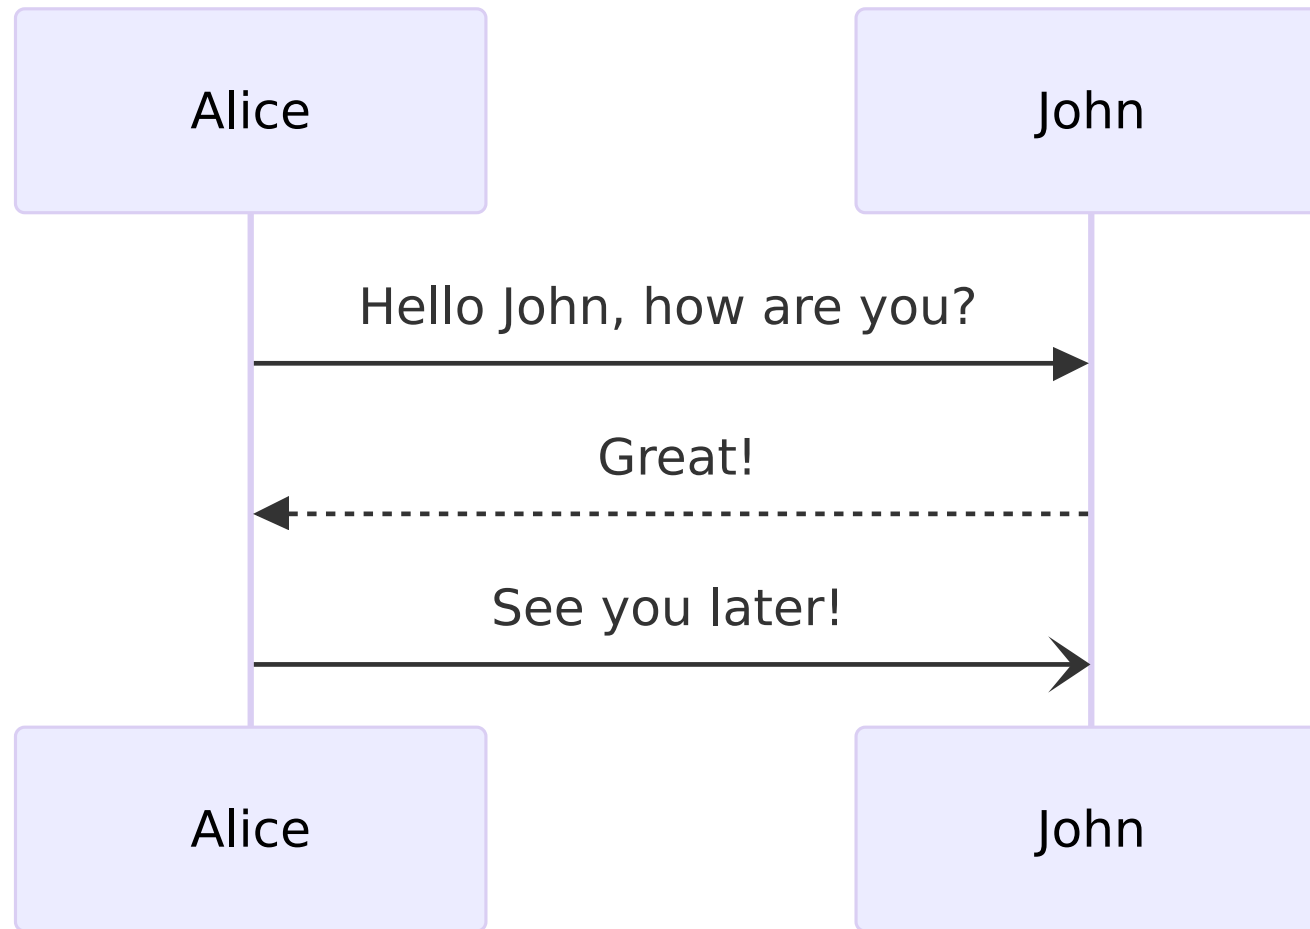 Alice
John
Hello John, how are you?
Great!
See you later!
Alice
John